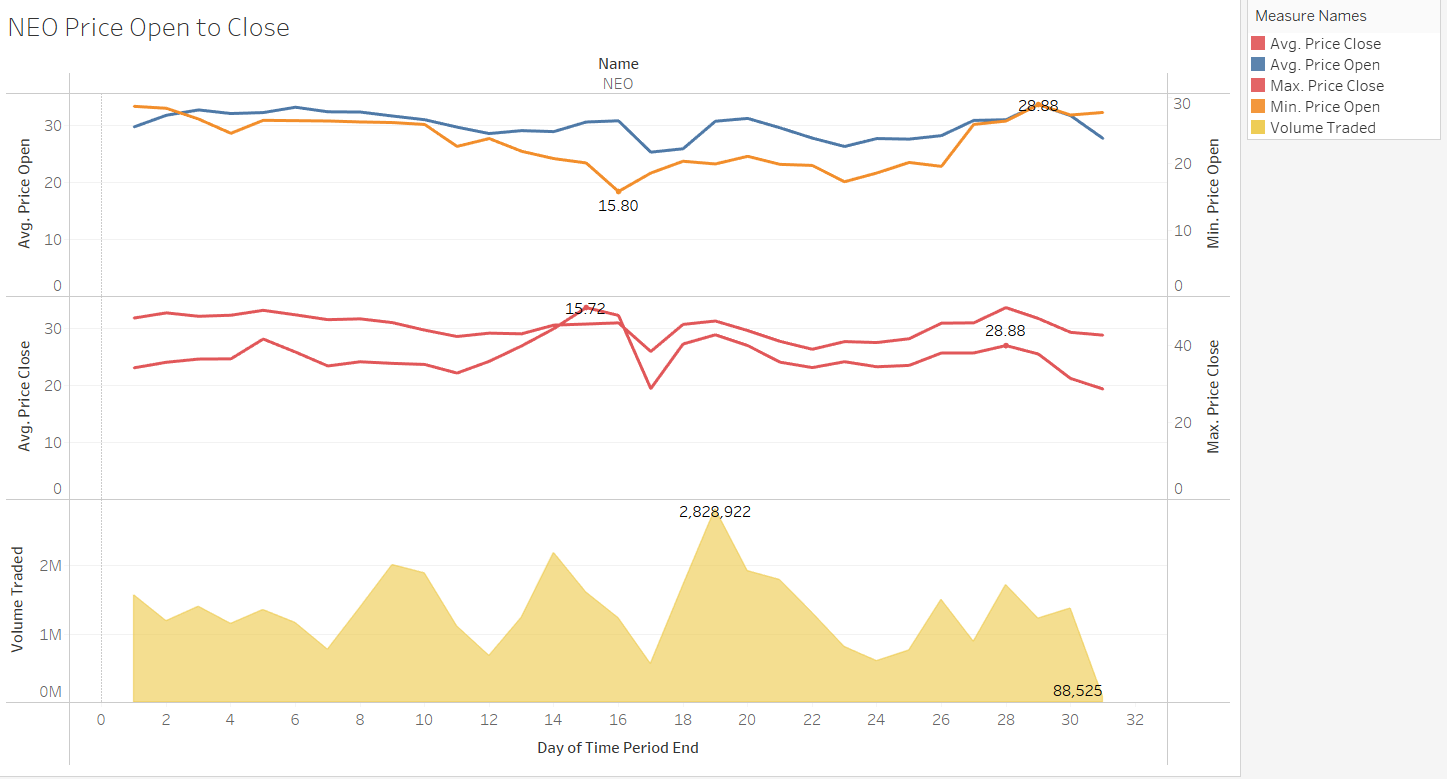 NEO Price Open to Close
Measure Names
Avg. Price Close
Avg. Price Open
Max. Price Close
Min. Price Open
Volume Traded
Name
NEO
Avg. Price Open
30
20
10
0
28.88
15.80
30
20
10
0
Min. Price Open
Avg. Price Close
30
20
10
0
15.72
28.88
40
20
0
Max. Price Close
Volume Traded
2M
1M
0M
2,828,922
88,525
0 2 4 6 8 10 12 14 16 18 20 22 24 26 28 30 32
Day of Time Period End